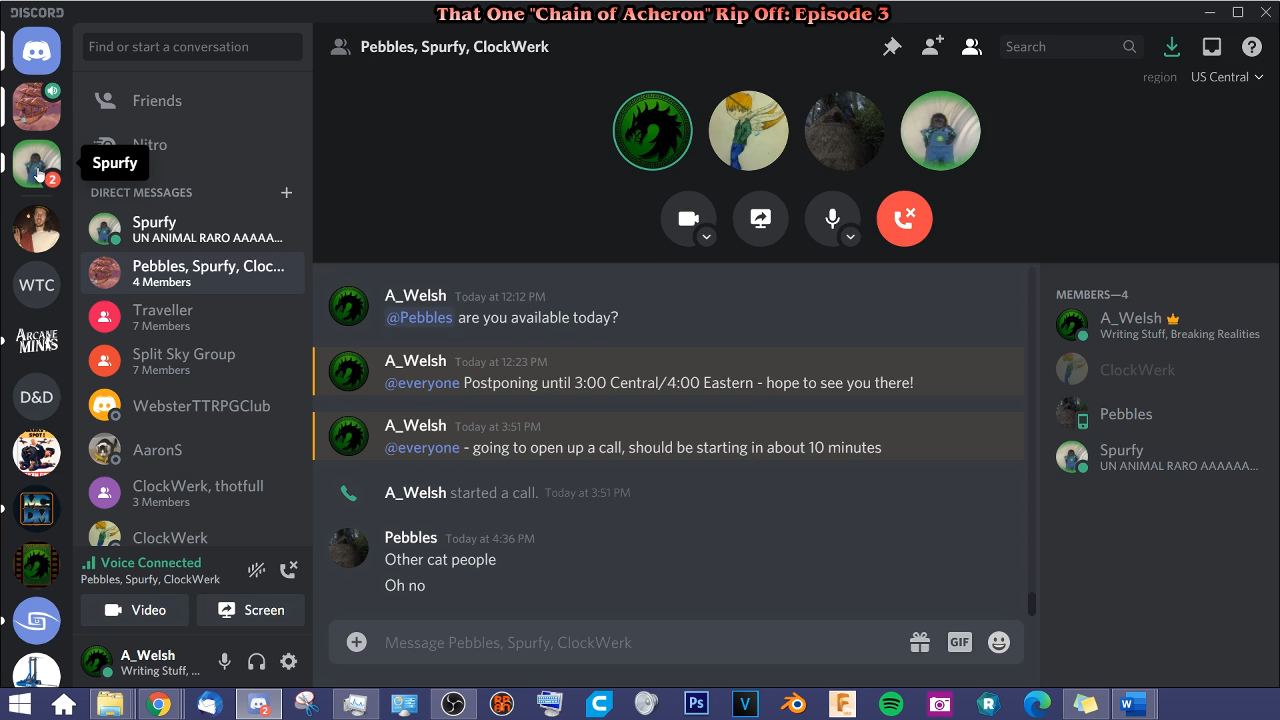 DISCORD
That One "Chain of Acheron" Rip Off: Episode 3
Find or start a conversation
Pebbles, Spurfy, ClockWerk
Search
region US Central
Friends
Nitro
Spurfy
2
DIRECT MESSAGES
Spurfy
UN ANIMAL RARO AAAAA...
Pebbles, Spurfy, Cloc...
4 Members
Traveller
7 Members
Split Sky Group
7 Members
WebsterTTRPGClub
AaronS
ClockWerk, thotfull
3 Members
ClockWerk
WTC
ARCANE MINIS
D&D
MCDM
A_Welsh Today at 12:12 PM
@Pebbles are you available today?
A_Welsh Today at 12:23 PM
@everyone Postponing until 3:00 Central/4:00 Eastern - hope to see you there!
A_Welsh Today at 3:51 PM
@everyone - going to open up a call, should be starting in about 10 minutes
A_Welsh started a call. Today at 3:51 PM
Pebbles Today at 4:36 PM
Other cat people
Oh no
Message Pebbles, Spurfy, ClockWerk
GIF
MEMBERS—4
A_Welsh
Writing Stuff, Breaking Realities
ClockWerk
Pebbles
Spurfy
UN ANIMAL RARO AAAAAA...
Voice Connected
Pebbles, Spurfy, ClockWerk
Video
Screen
A_Welsh
Writing Stuff, ...
2
Ps
V
F
R
W